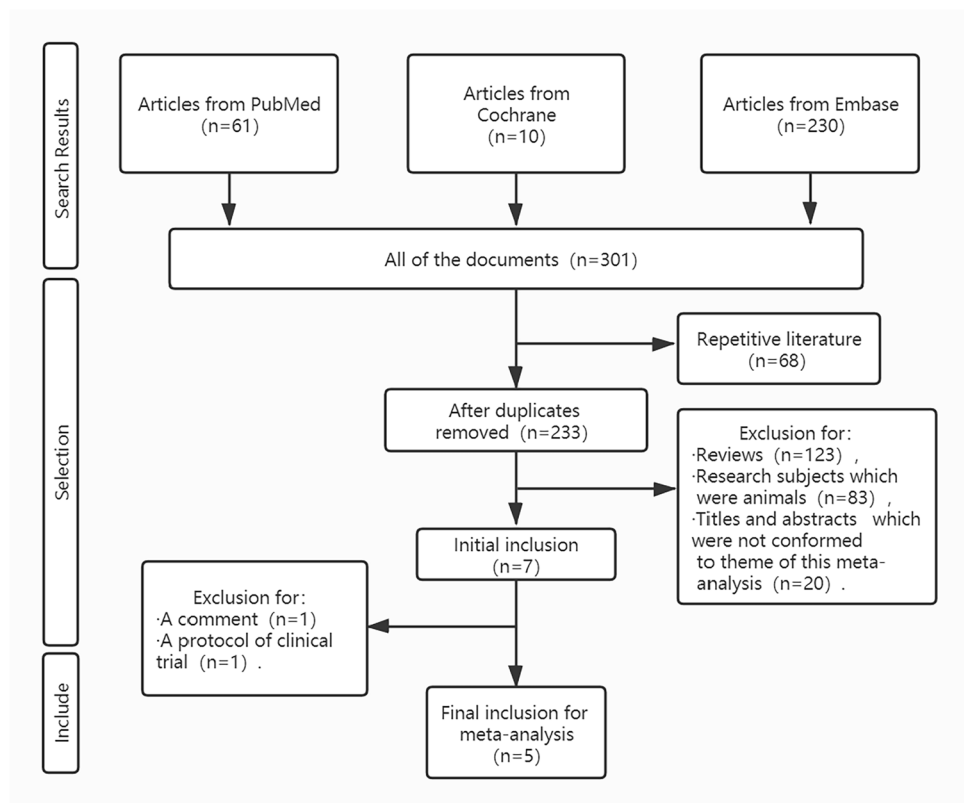 Search Results
Articles from PubMed
(n=61)
Articles from
Cochrane
(n=10)
Articles from Embase
(n=230)
All of the documents (n=301)
Selection
Repetitive literature
(n=68)
After duplicates
removed (n=233)
Exclusion for:
·Reviews (n=123) ,
·Research subjects which
were animals (n=83) ,
·Titles and abstracts which
were not conformed
to theme of this meta-
analysis (n=20) .
Initial inclusion
(n=7)
Exclusion for:
·A comment (n=1)
·A protocol of clinical
trial (n=1) .
Include
Final inclusion for
meta-analysis
(n=5)